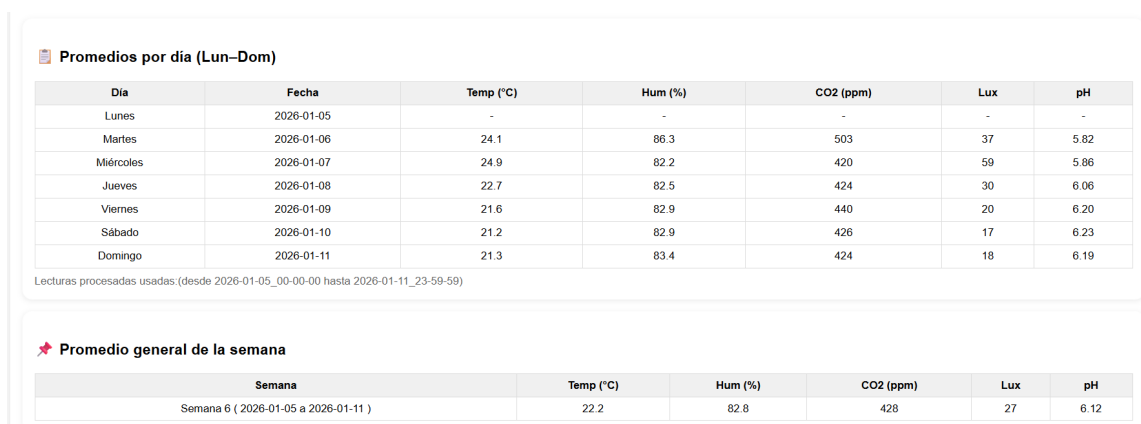 📋 Promedios por día (Lun–Dom)
Día Fecha Temp (°C) Hum (%) CO2 (ppm) Lux pH
Lunes 2026-01-05 - - - - -
Martes 2026-01-06 24.1 86.3 503 37 5.82
Miércoles 2026-01-07 24.9 82.2 420 59 5.86
Jueves 2026-01-08 22.7 82.5 424 30 6.06
Viernes 2026-01-09 21.6 82.9 440 20 6.20
Sábado 2026-01-10 21.2 82.9 426 17 6.23
Domingo 2026-01-11 21.3 83.4 424 18 6.19
Lecturas procesadas usadas:(desde 2026-01-05_00-00-00 hasta 2026-01-11_23-59-59)
📌 Promedio general de la semana
Semana Temp (°C) Hum (%) CO2 (ppm) Lux pH
Semana 6 ( 2026-01-05 a 2026-01-11 ) 22.2 82.8 428 27 6.12